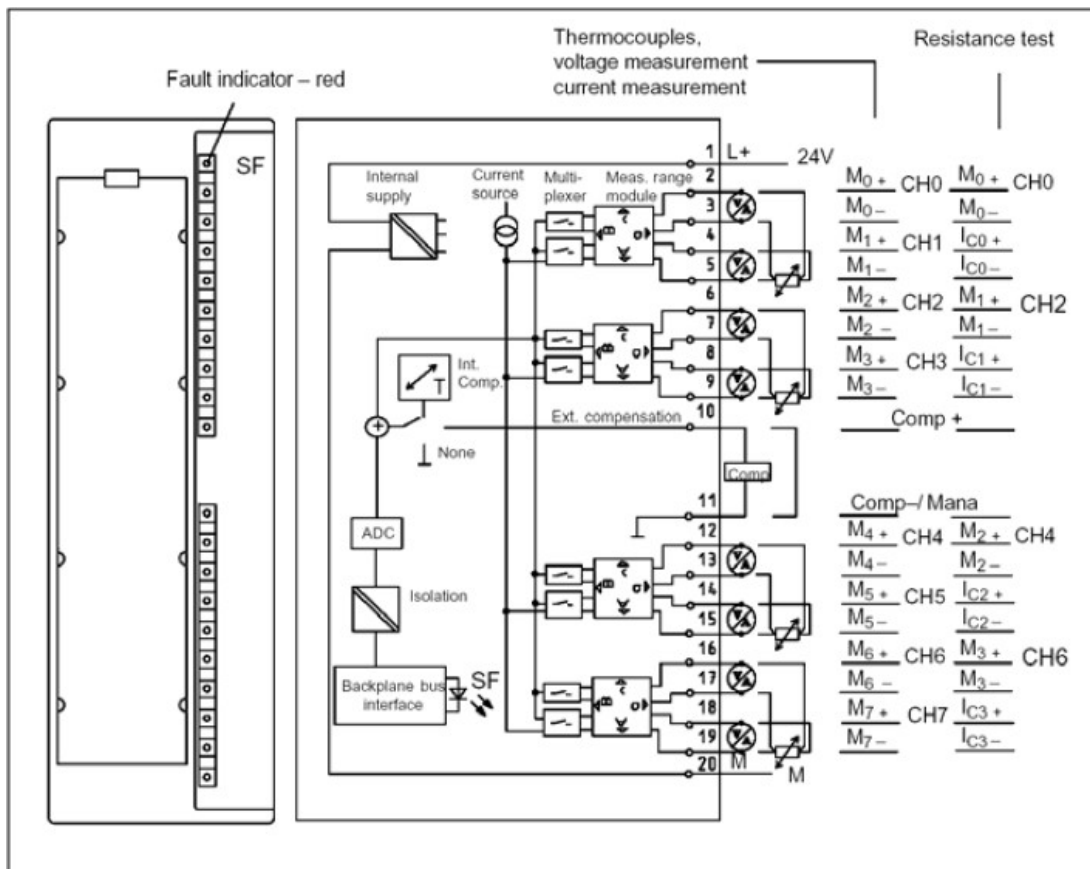 Thermocouples,
voltage measurement
current measurement
Resistance test
Fault indicator – red
SF
Internal
supply
Current
source
Multi-
plexer
Meas. range
module
1 L+ 24V
2
3
4
5
6
7
8
9
10
Int.
Comp.
T
Ext. compensation
None
Comp
11
12
13
14
15
16
17
18
19
20
M
M
ADC
Isolation
Backplane bus
interface
SF
A
B
C
D
A
B
C
D
A
B
C
D
A
B
C
D
M0 + CH0 M0 + CH0
M0 – M0 –
M1 + CH1 IC0 +
M1 – IC0 –
M2 + CH2 M1 + CH2
M2 – M1 –
M3 + CH3 IC1 +
M3 – IC1 –
Comp +
Comp–/ Mana
M4 + CH4 M2 + CH4
M4 – M2 –
M5 + CH5 IC2 +
M5 – IC2 –
M6 + CH6 M3 + CH6
M6 – M3 –
M7 + CH7 IC3 +
M7 – IC3 –